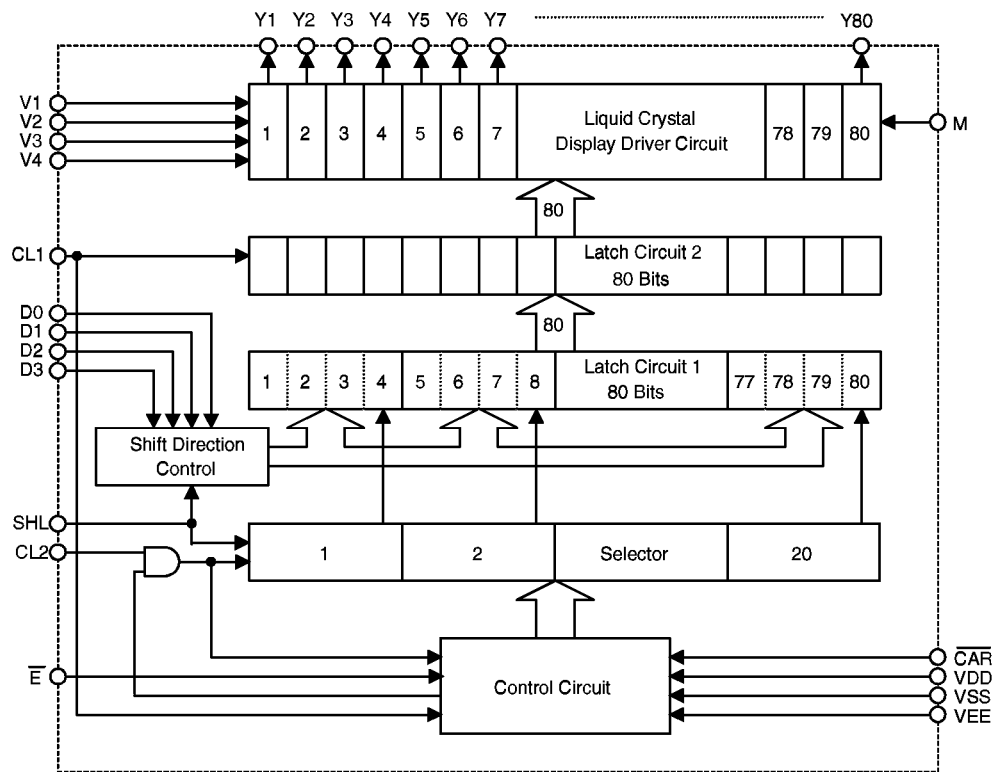 Y1 Y2 Y3 Y4 Y5 Y6 Y7 Y80
V1
V2
V3
V4
1 2 3 4 5 6 7
Liquid Crystal
Display Driver Circuit
78 79 80
M
80
CL1
Latch Circuit 2
80 Bits
D0
D1
D2
D3
80
1 2 3 4 5 6 7 8
Latch Circuit 1
80 Bits
77 78 79 80
Shift Direction
Control
SHL
CL2
1 2 Selector 20
E̅
Control Circuit
C̅A̅R̅
VDD
VSS
VEE